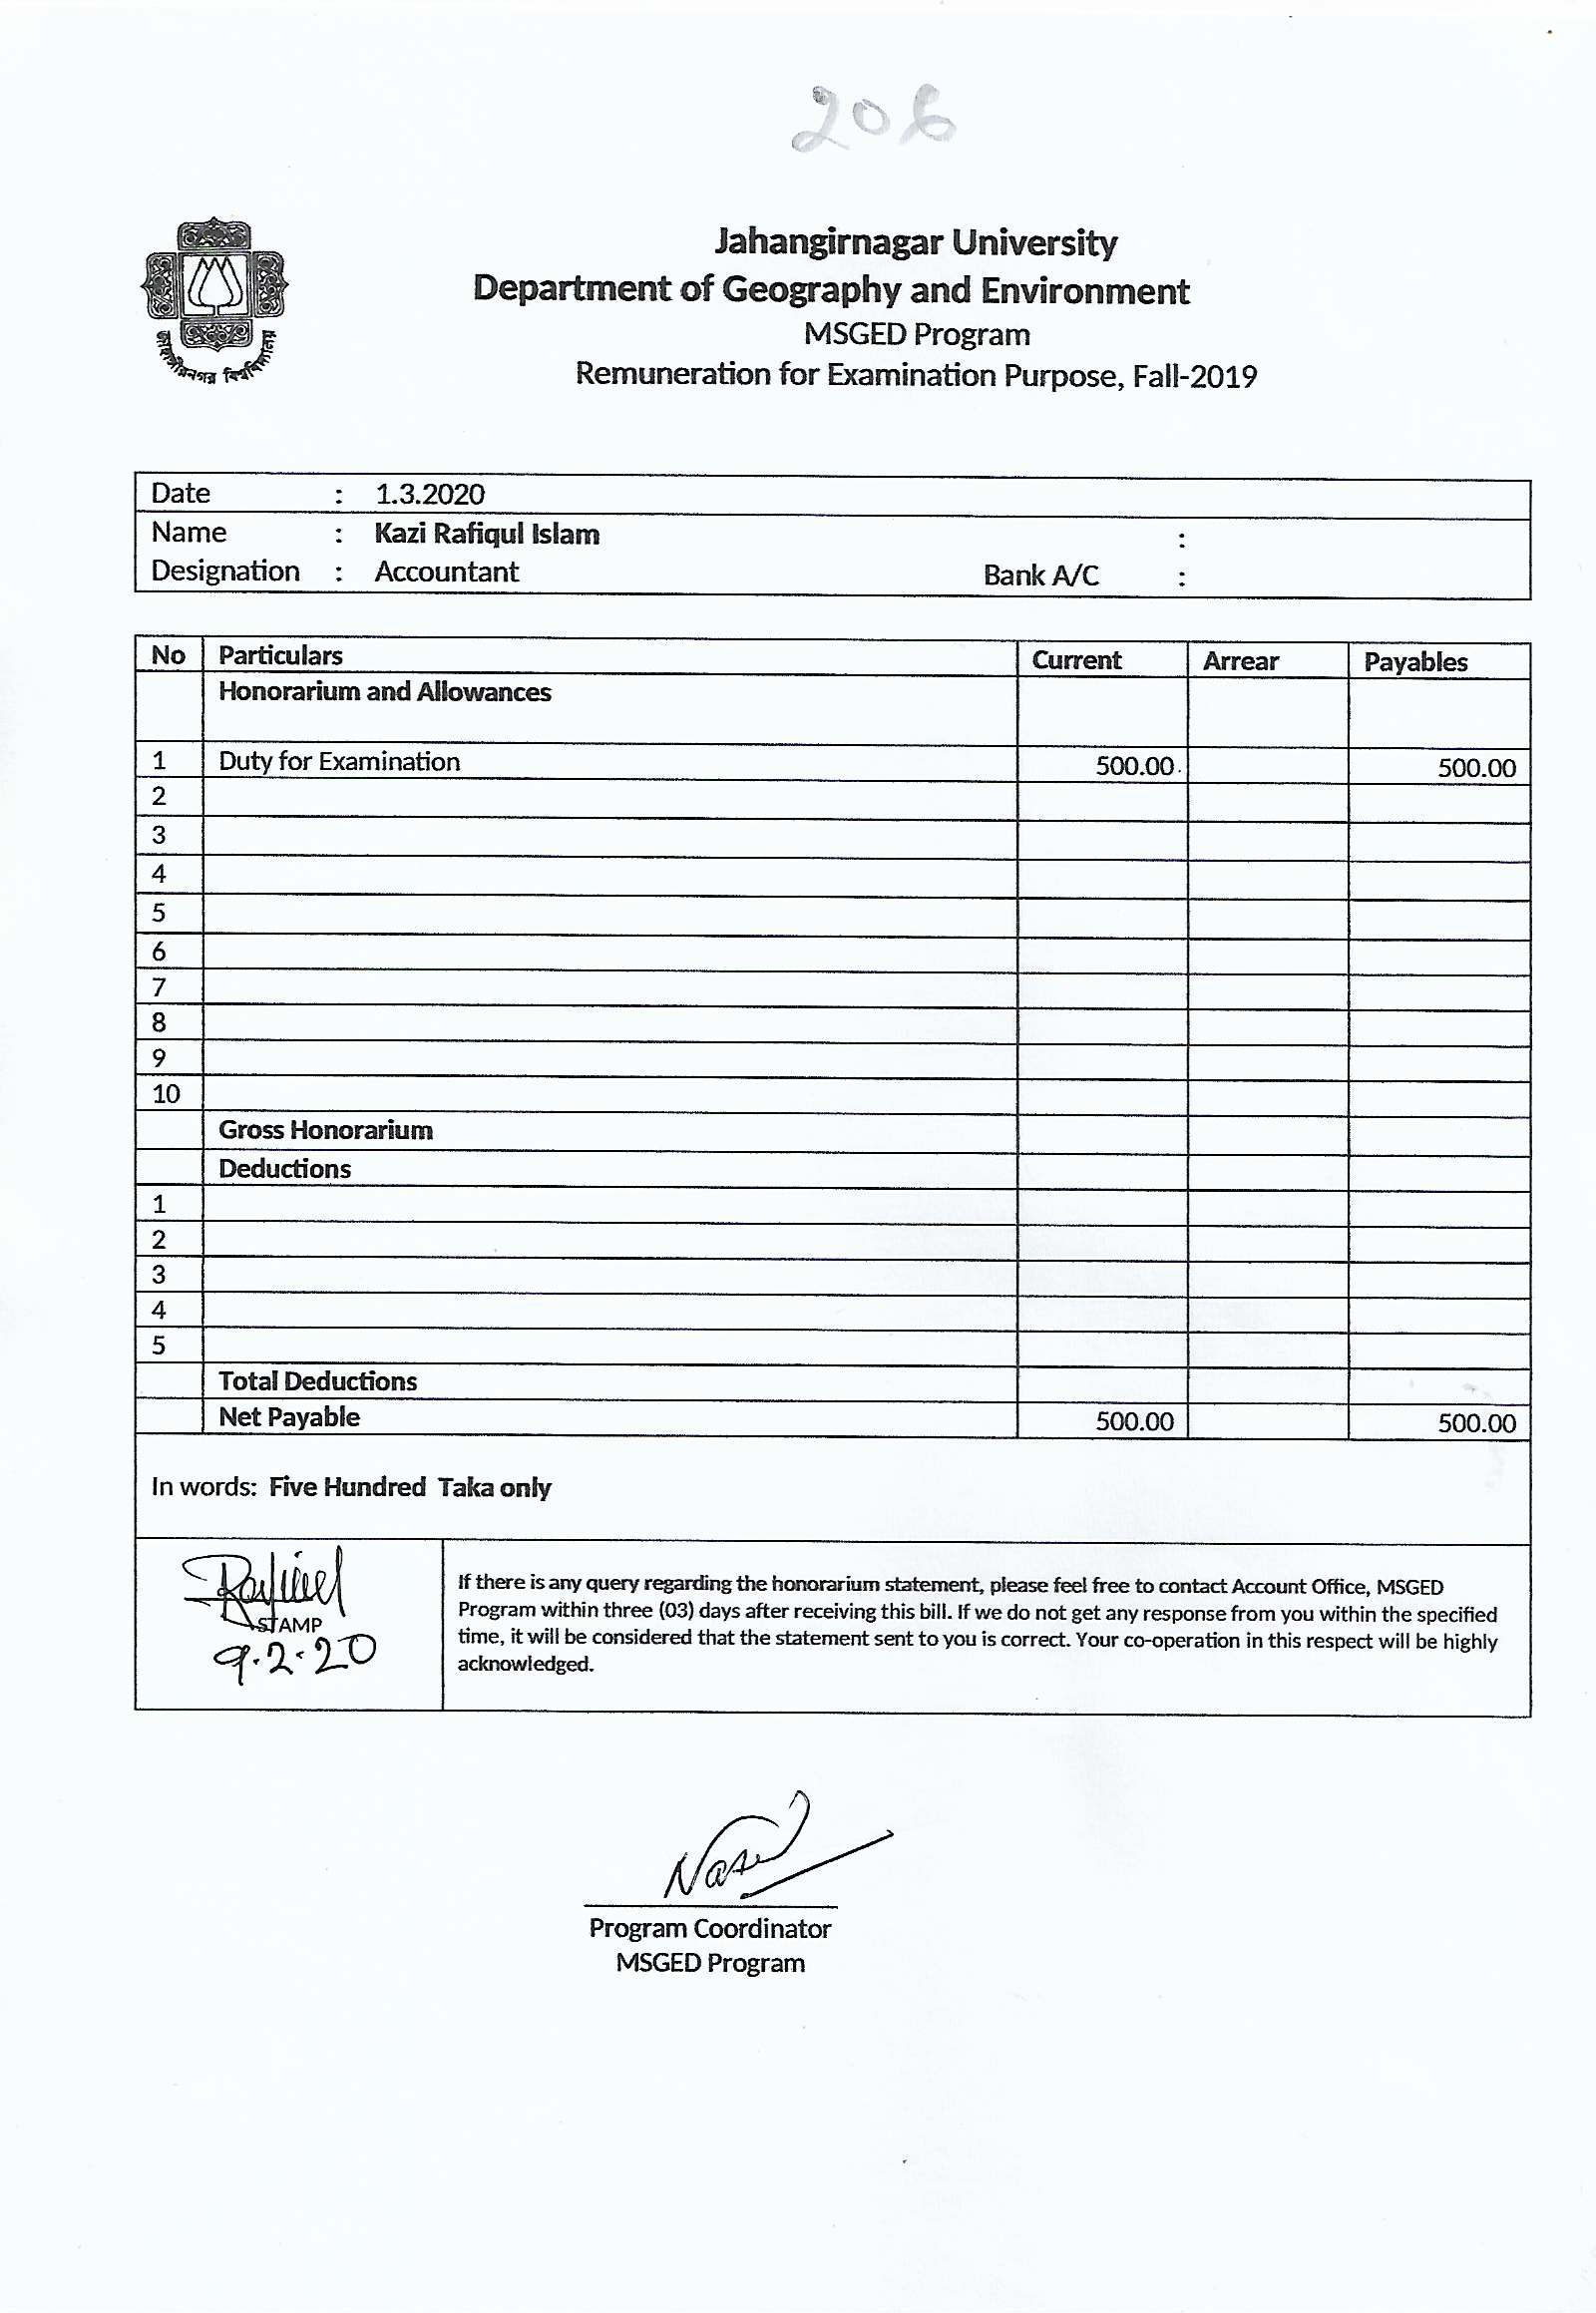 206
Jahangirnagar University
Department of Geography and Environment
MSGED Program
Remuneration for Examination Purpose, Fall-2019
জাহাঙ্গীরনগর বিশ্ববিদ্যালয়
Date : 1.3.2020
Name : Kazi Rafiqul Islam :
Designation : Accountant Bank A/C :
No Particulars Current Arrear Payables
Honorarium and Allowances
1 Duty for Examination 500.00 500.00
2
3
4
5
6
7
8
9
10
Gross Honorarium
Deductions
1
2
3
4
5
Total Deductions
Net Payable 500.00 500.00
In words: Five Hundred Taka only
STAMP
9.2.20
If there is any query regarding the honorarium statement, please feel free to contact Account Office, MSGED
Program within three (03) days after receiving this bill. If we do not get any response from you within the specified
time, it will be considered that the statement sent to you is correct. Your co-operation in this respect will be highly
acknowledged.
Program Coordinator
MSGED Program